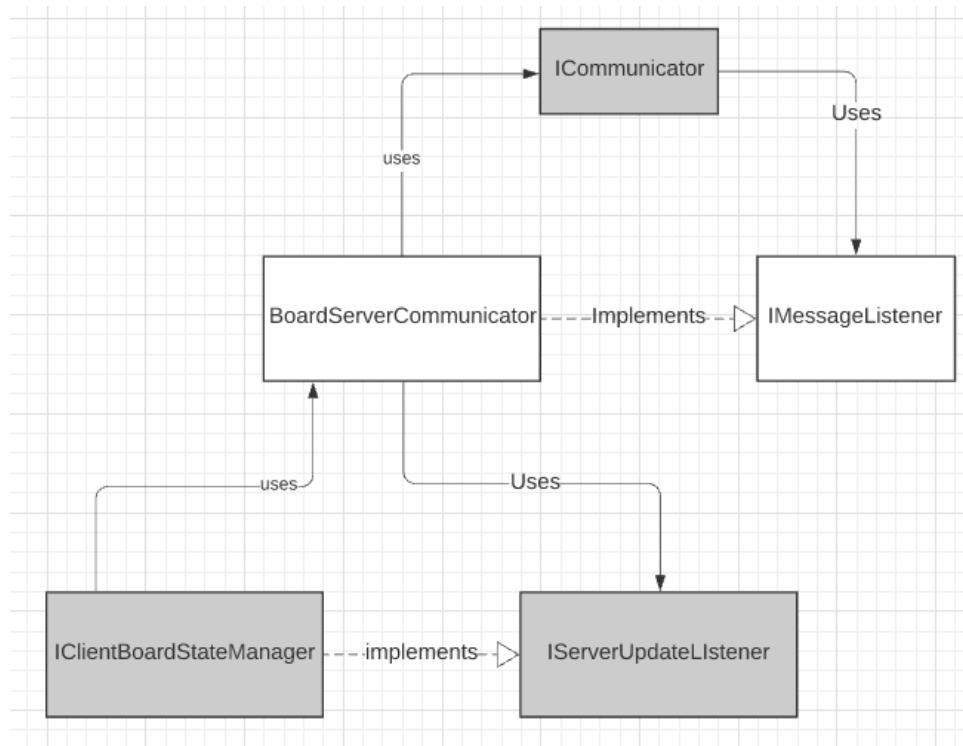 ICommunicator
Uses
uses
BoardServerCommunicator
Implements
IMessageListener
uses
Uses
IClientBoardStateManager
implements
IServerUpdateLIstener